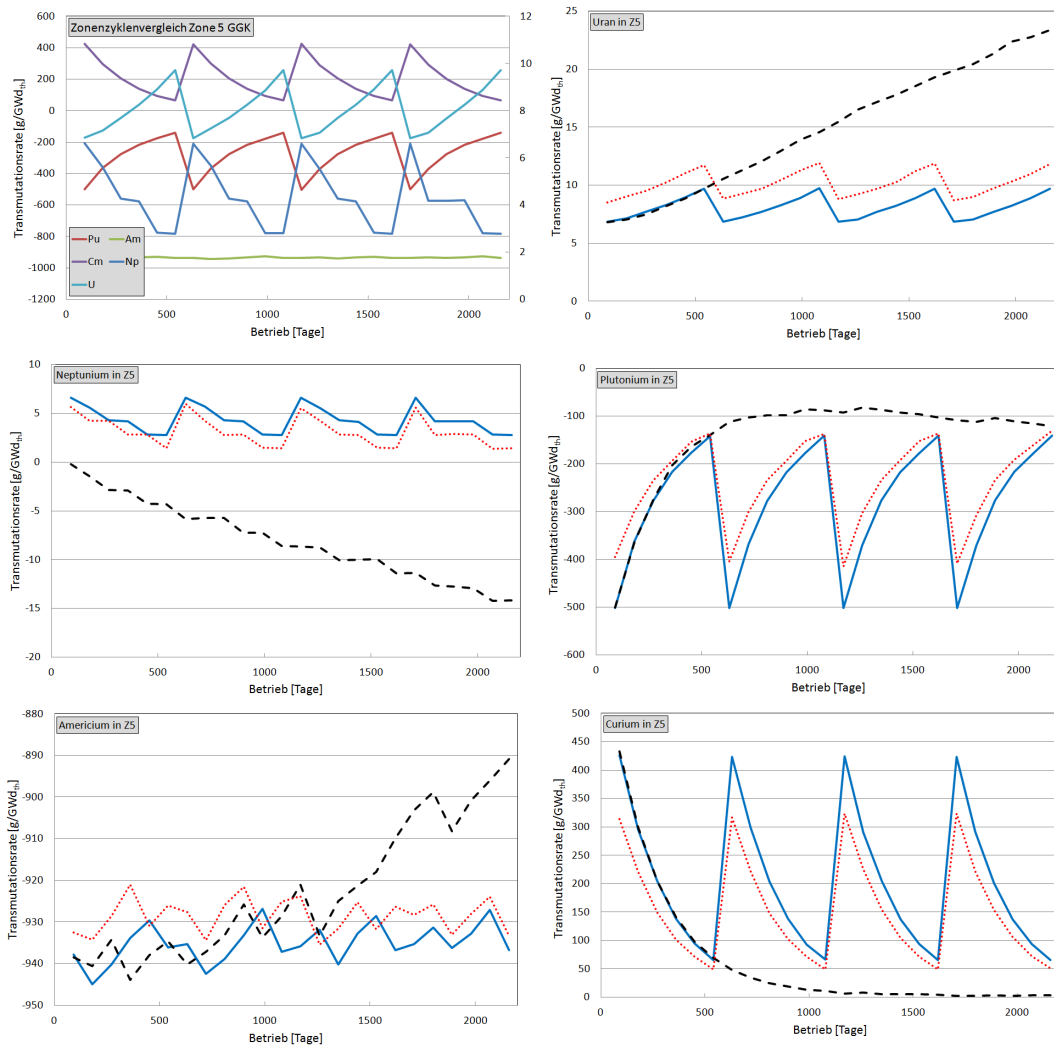 Zonenzyklenvergleich Zone 5 GGK
Transmutationsrate [g/GWd_th]
600
400
200
0
-200
-400
-600
-800
-1000
-1200
12
10
8
6
4
2
0
Pu Am
Cm Np
U
0 500 1000 1500 2000
Betrieb [Tage]
Uran in Z5
Transmutationsrate [g/GWd_th]
25
20
15
10
5
0
0 500 1000 1500 2000
Betrieb [Tage]
Neptunium in Z5
Transmutationsrate [g/GWd_th]
10
5
0
-5
-10
-15
-20
0 500 1000 1500 2000
Betrieb [Tage]
Plutonium in Z5
Transmutationsrate [g/GWd_th]
0
-100
-200
-300
-400
-500
-600
0 500 1000 1500 2000
Betrieb [Tage]
Americium in Z5
Transmutationsrate [g/GWd_th]
-880
-890
-900
-910
-920
-930
-940
-950
0 500 1000 1500 2000
Betrieb [Tage]
Curium in Z5
Transmutationsrate [g/GWd_th]
500
450
400
350
300
250
200
150
100
50
0
0 500 1000 1500 2000
Betrieb [Tage]